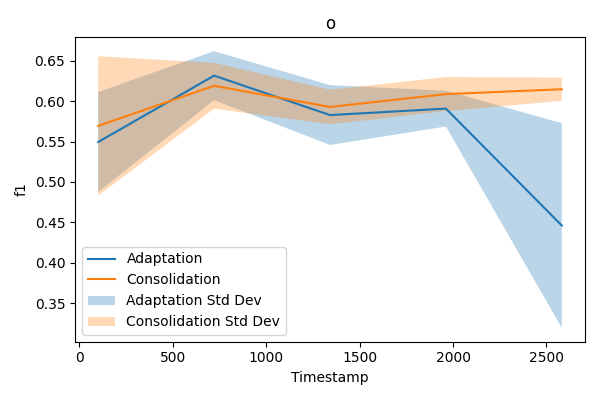 o
0.65
0.60
0.55
0.50
0.45
0.40
0.35
f1
Adaptation
Consolidation
Adaptation Std Dev
Consolidation Std Dev
0
500
1000
1500
2000
2500
Timestamp